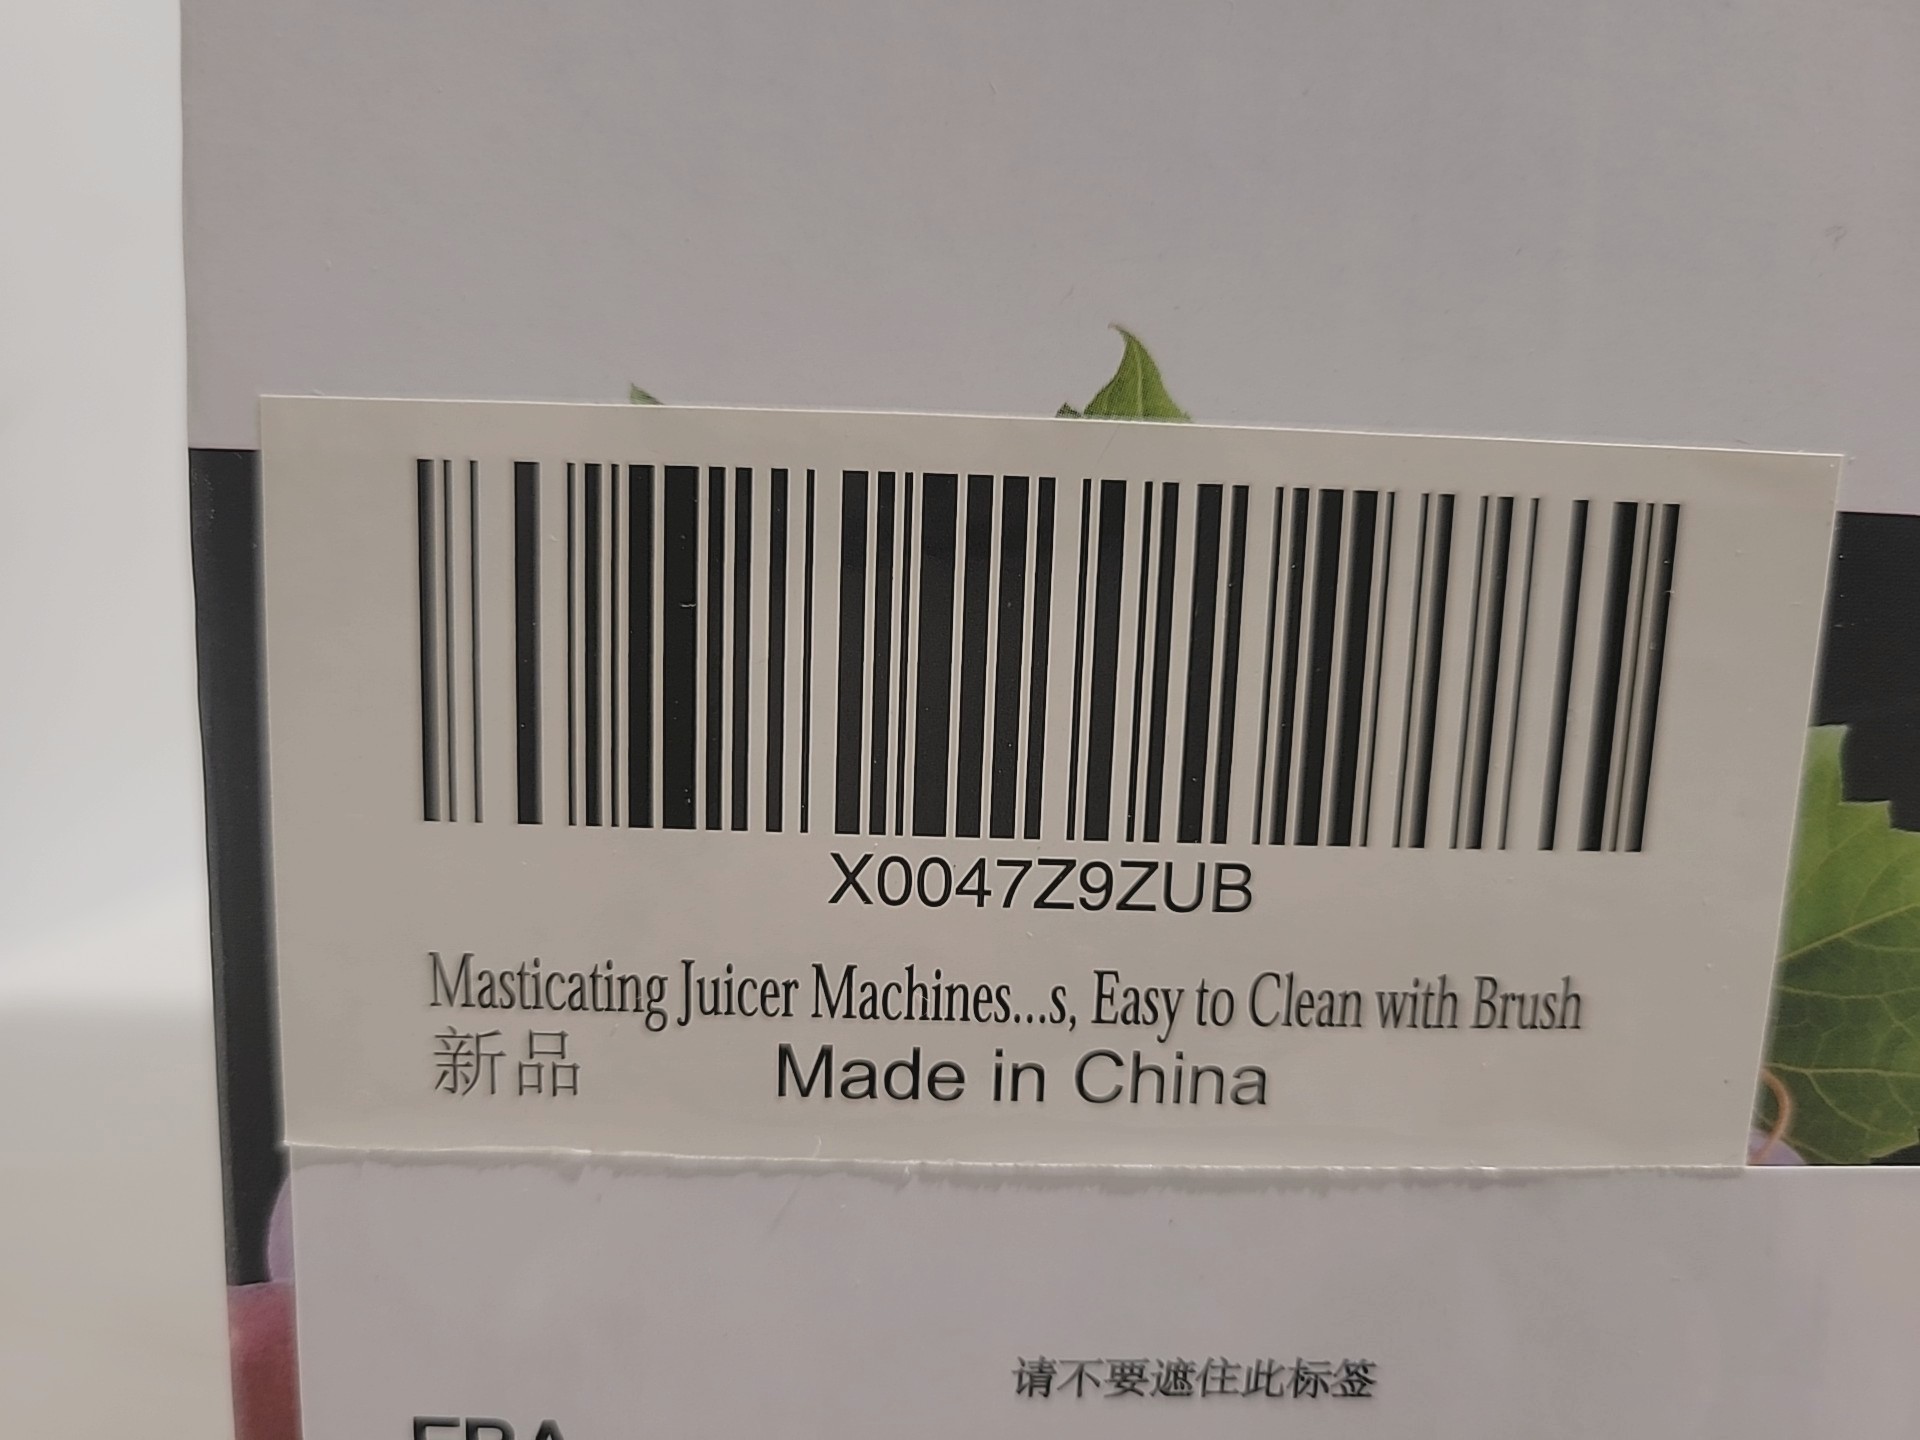 X0047Z9ZUB
Masticating Juicer Machines...s, Easy to Clean with Brush
新品 Made in China
请不要遮住此标签
FBA